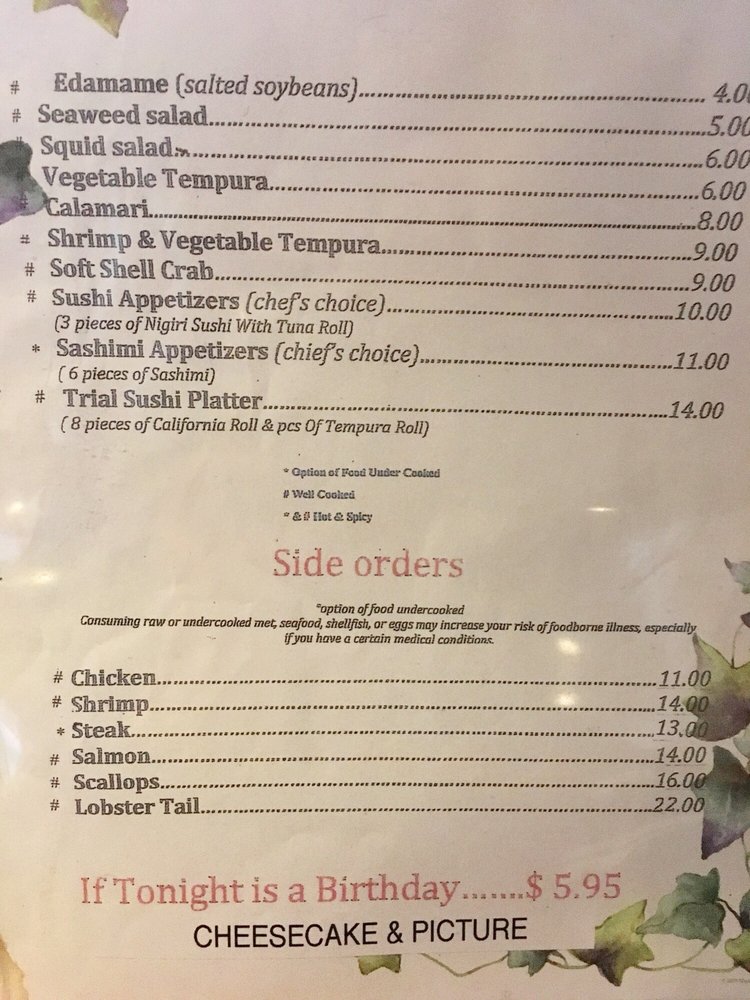 # Edamame (salted soybeans)........ 4.00
# Seaweed salad........5.00
# Squid salad........6.00
Vegetable Tempura........6.00
# Calamari........8.00
# Shrimp & Vegetable Tempura........9.00
# Soft Shell Crab........9.00
# Sushi Appetizers (chef's choice)........10.00
(3 pieces of Nigiri Sushi With Tuna Roll)
* Sashimi Appetizers (chief's choice)........11.00
( 6 pieces of Sashimi)
# Trial Sushi Platter........14.00
( 8 pieces of California Roll & pcs Of Tempura Roll)
* Option of Food Under Cooked
# Well Cooked
* & # Hot & Spicy
Side orders
*option of food undercooked
Consuming raw or undercooked met, seafood, shellfish, or eggs may increase your risk of foodborne illness, especially
if you have a certain medical conditions.
# Chicken........11.00
# Shrimp........14.00
* Steak........13.00
# Salmon........14.00
# Scallops........16.00
# Lobster Tail........22.00
If Tonight is a Birthday.......$ 5.95
CHEESECAKE & PICTURE